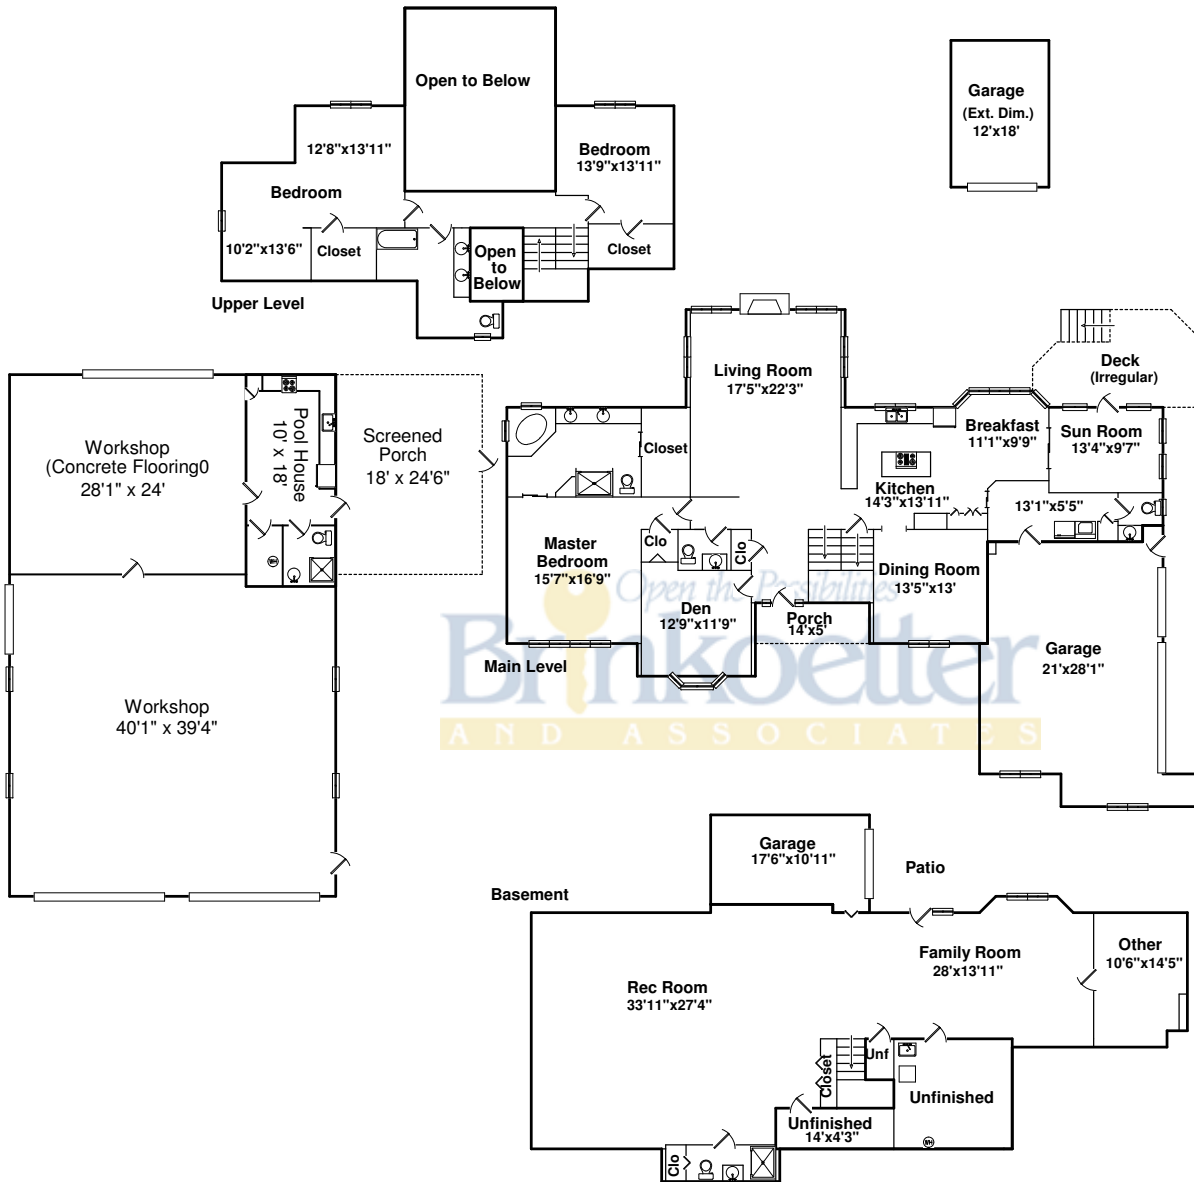 Open to Below
12'8"x13'11"
Bedroom
10'2"x13'6"
Closet
Bedroom
13'9"x13'11"
Closet
Open
to
Below
Upper Level
Garage
(Ext. Dim.)
12'x18'
Workshop
(Concrete Flooring0
28'1" x 24'
Pool House
10' x 18'
Screened
Porch
18' x 24'6"
WH
Workshop
40'1" x 39'4"
Living Room
17'5"x22'3"
Closet
Deck
(Irregular)
Breakfast
11'1"x9'9"
Sun Room
13'4"x9'7"
Kitchen
14'3"x13'11"
13'1"x5'5"
Master
Bedroom
15'7"x16'9"
Clo
Clo
Den
12'9"x11'9"
Porch
14'x5'
Dining Room
13'5"x13'
Garage
21'x28'1"
Main Level
Open the Possibilities
Brinkoetter
AND ASSOCIATES
Basement
Garage
17'6"x10'11"
Patio
Rec Room
33'11"x27'4"
Family Room
28'x13'11"
Other
10'6"x14'5"
Closet
Unf
Unfinished
Unfinished
14'x4'3"
WH
Clo